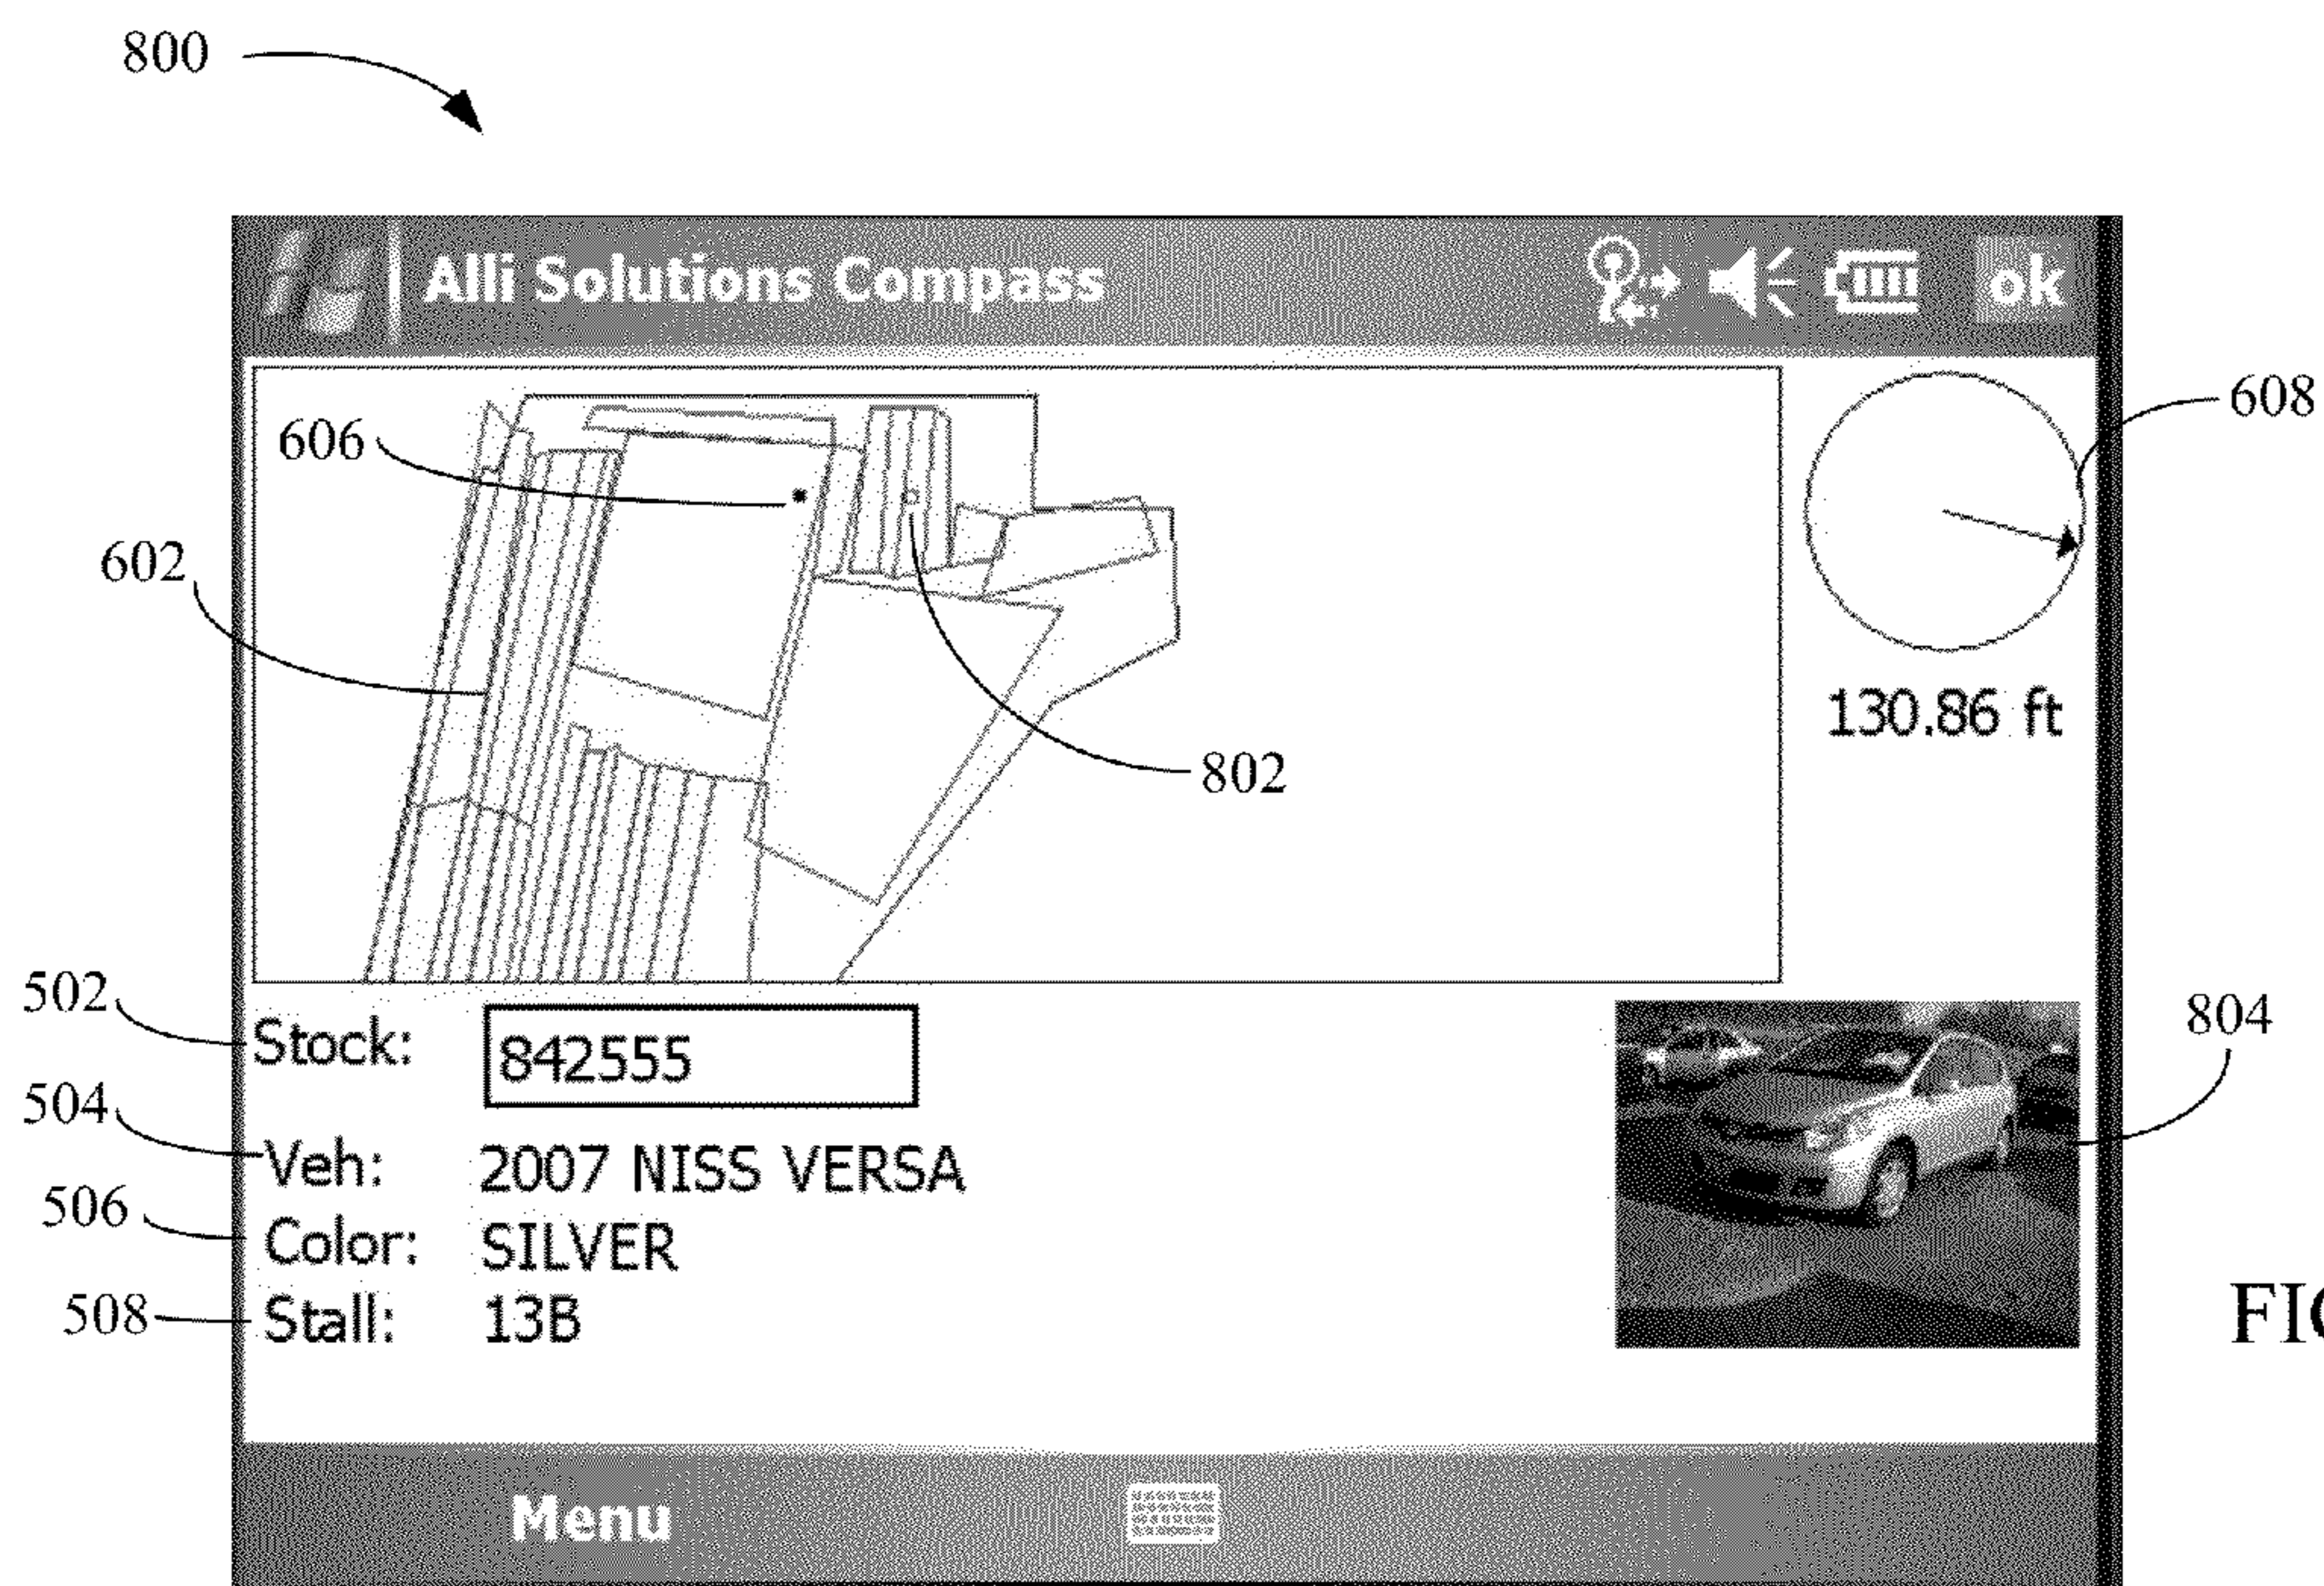 800
Alli Solutions Compass
ok
606
608
602
130.86 ft
802
502
Stock: 842555
804
504
Veh: 2007 NISS VERSA
506
Color: SILVER
508
Stall: 13B
Menu